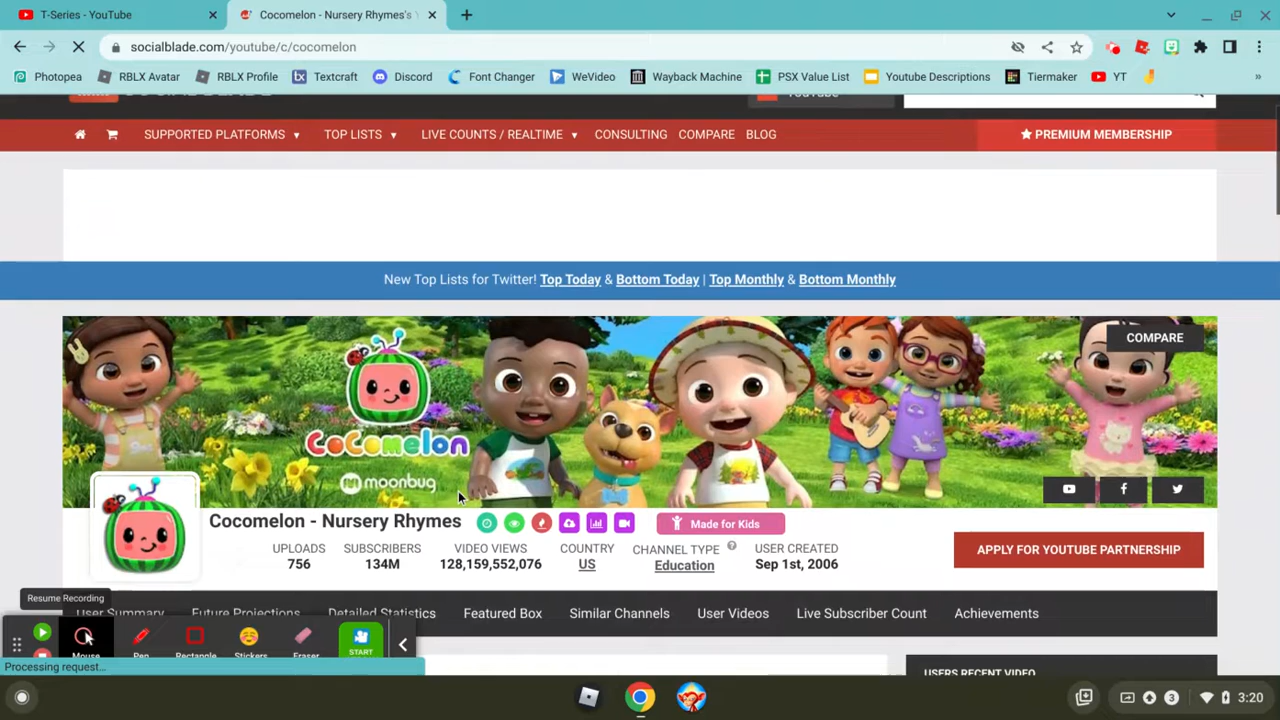 T-Series - YouTube
Cocomelon - Nursery Rhymes's
socialblade.com/youtube/c/cocomelon
Photopea RBLX Avatar RBLX Profile bx Textcraft Discord Font Changer WeVideo Wayback Machine PSX Value List Youtube Descriptions Tiermaker YT »
SUPPORTED PLATFORMS TOP LISTS LIVE COUNTS / REALTIME CONSULTING COMPARE BLOG PREMIUM MEMBERSHIP
New Top Lists for Twitter! Top Today & Bottom Today | Top Monthly & Bottom Monthly
COMPARE
COCOMELON
moonbug
Cocomelon - Nursery Rhymes Made for Kids
UPLOADS SUBSCRIBERS VIDEO VIEWS COUNTRY CHANNEL TYPE USER CREATED
756 134M 128,159,552,076 US Education Sep 1st, 2006
APPLY FOR YOUTUBE PARTNERSHIP
Resume Recording
User Summary Future Projections Detailed Statistics Featured Box Similar Channels User Videos Live Subscriber Count Achievements
Mouse Pen Rectangle Stickers Eraser START
Processing request...
USERS RECENT VIDEO
3 3:20